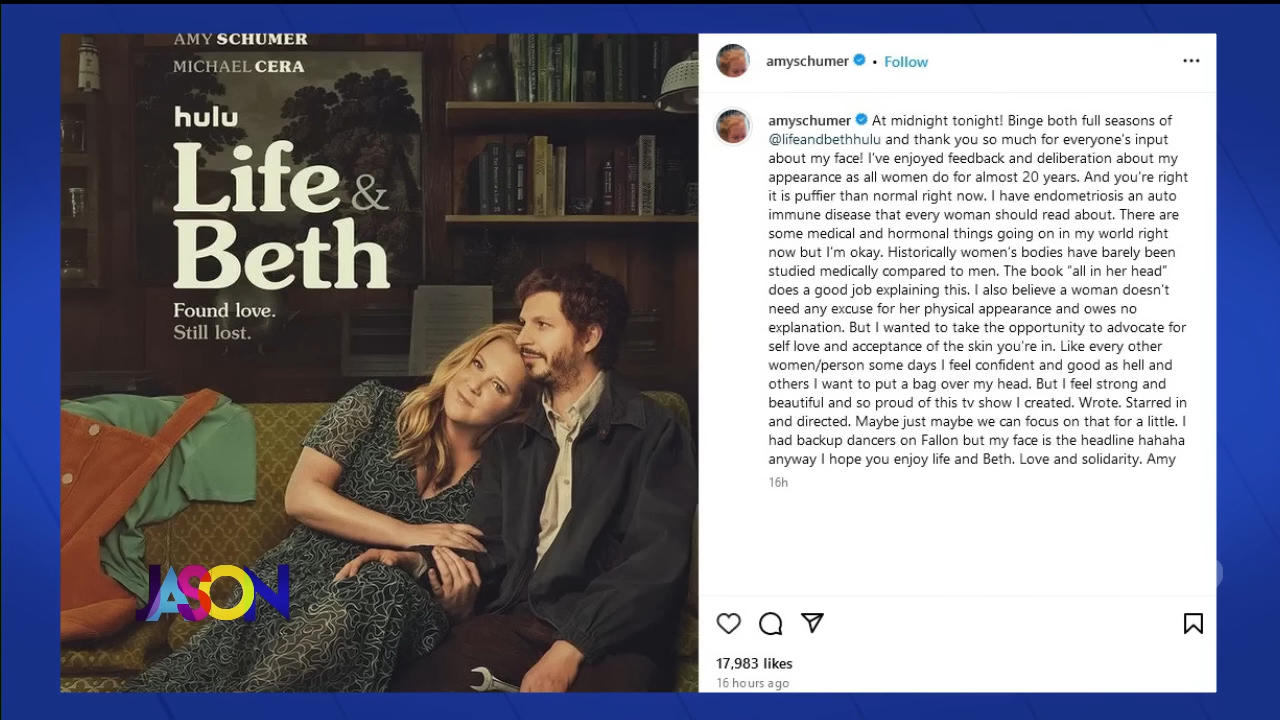 AMY SCHUMER
MICHAEL CERA
hulu
Life &
Beth
Found love.
Still lost.
JASON
amyschumer • Follow
amyschumer At midnight tonight! Binge both full seasons of
@lifeandbethhulu and thank you so much for everyone's input
about my face! I've enjoyed feedback and deliberation about my
appearance as all women do for almost 20 years. And you're right
it is puffier than normal right now. I have endometriosis an auto
immune disease that every woman should read about. There are
some medical and hormonal things going on in my world right
now but I'm okay. Historically women's bodies have barely been
studied medically compared to men. The book "all in her head"
does a good job explaining this. I also believe a woman doesn't
need any excuse for her physical appearance and owes no
explanation. But I wanted to take the opportunity to advocate for
self love and acceptance of the skin you're in. Like every other
women/person some days I feel confident and good as hell and
others I want to put a bag over my head. But I feel strong and
beautiful and so proud of this tv show I created. Wrote. Starred in
and directed. Maybe just maybe we can focus on that for a little. I
had backup dancers on Fallon but my face is the headline hahaha
anyway I hope you enjoy life and Beth. Love and solidarity. Amy
16h
17,983 likes
16 hours ago